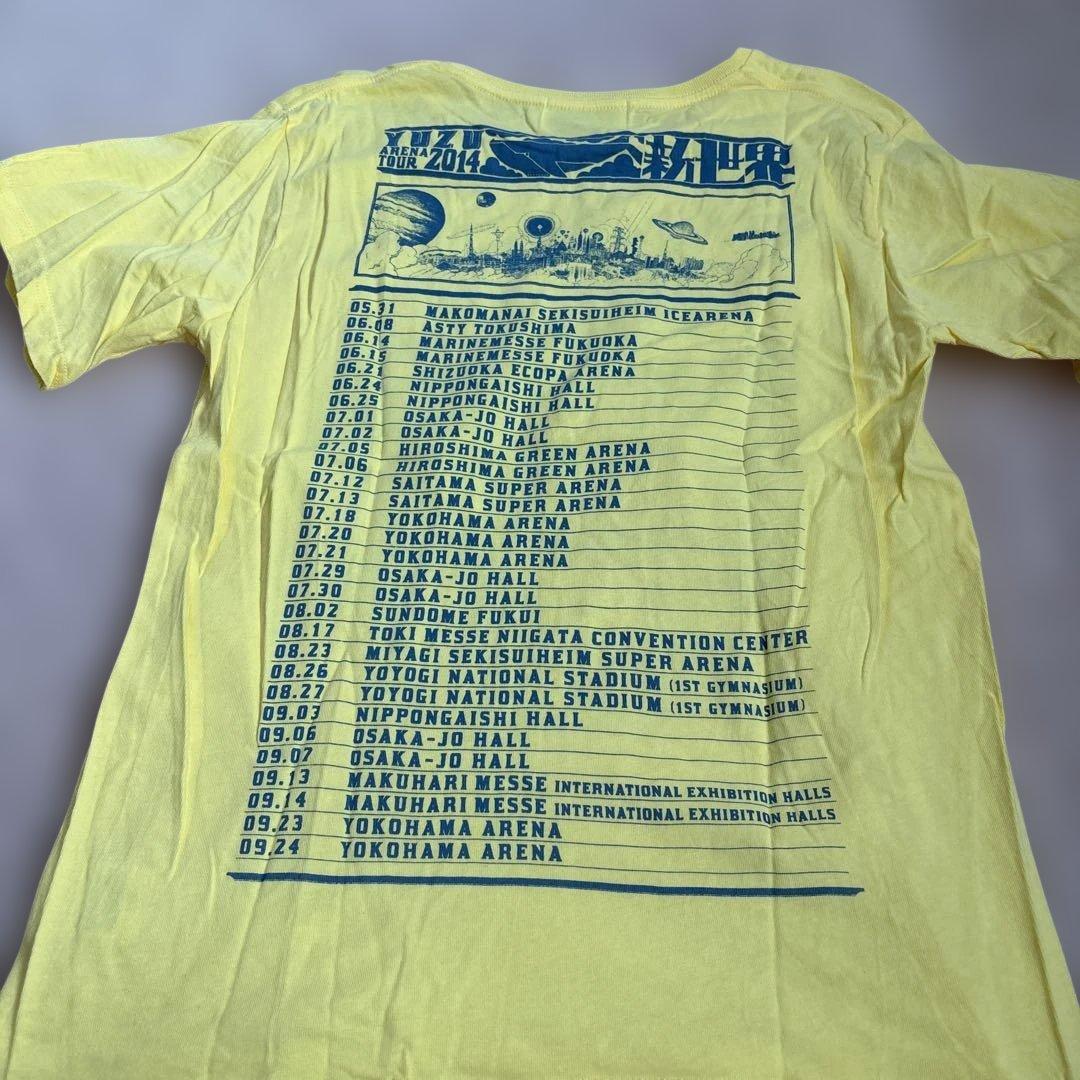 YUZU
ARENA
TOUR 2014
新世界
05.31 MAKOMANAI SEKISUIHEIM ICEARENA
06.08 ASTY TOKUSHIMA
06.14 MARINEMESSE FUKUOKA
06.15 MARINEMESSE FUKUOKA
06.21 SHIZUOKA ECOPA ARENA
06.24 NIPPONGAISHI HALL
06.25 NIPPONGAISHI HALL
07.01 OSAKA-JO HALL
07.02 OSAKA-JO HALL
07.05 HIROSHIMA GREEN ARENA
07.06 HIROSHIMA GREEN ARENA
07.12 SAITAMA SUPER ARENA
07.13 SAITAMA SUPER ARENA
07.18 YOKOHAMA ARENA
07.20 YOKOHAMA ARENA
07.21 YOKOHAMA ARENA
07.29 OSAKA-JO HALL
07.30 OSAKA-JO HALL
08.02 SUNDOME FUKUI
08.17 TOKI MESSE NIIGATA CONVENTION CENTER
08.23 MIYAGI SEKISUIHEIM SUPER ARENA
08.26 YOYOGI NATIONAL STADIUM (1ST GYMNASIUM)
08.27 YOYOGI NATIONAL STADIUM (1ST GYMNASIUM)
09.03 NIPPONGAISHI HALL
09.06 OSAKA-JO HALL
09.07 OSAKA-JO HALL
09.13 MAKUHARI MESSE INTERNATIONAL EXHIBITION HALLS
09.14 MAKUHARI MESSE INTERNATIONAL EXHIBITION HALLS
09.23 YOKOHAMA ARENA
09.24 YOKOHAMA ARENA